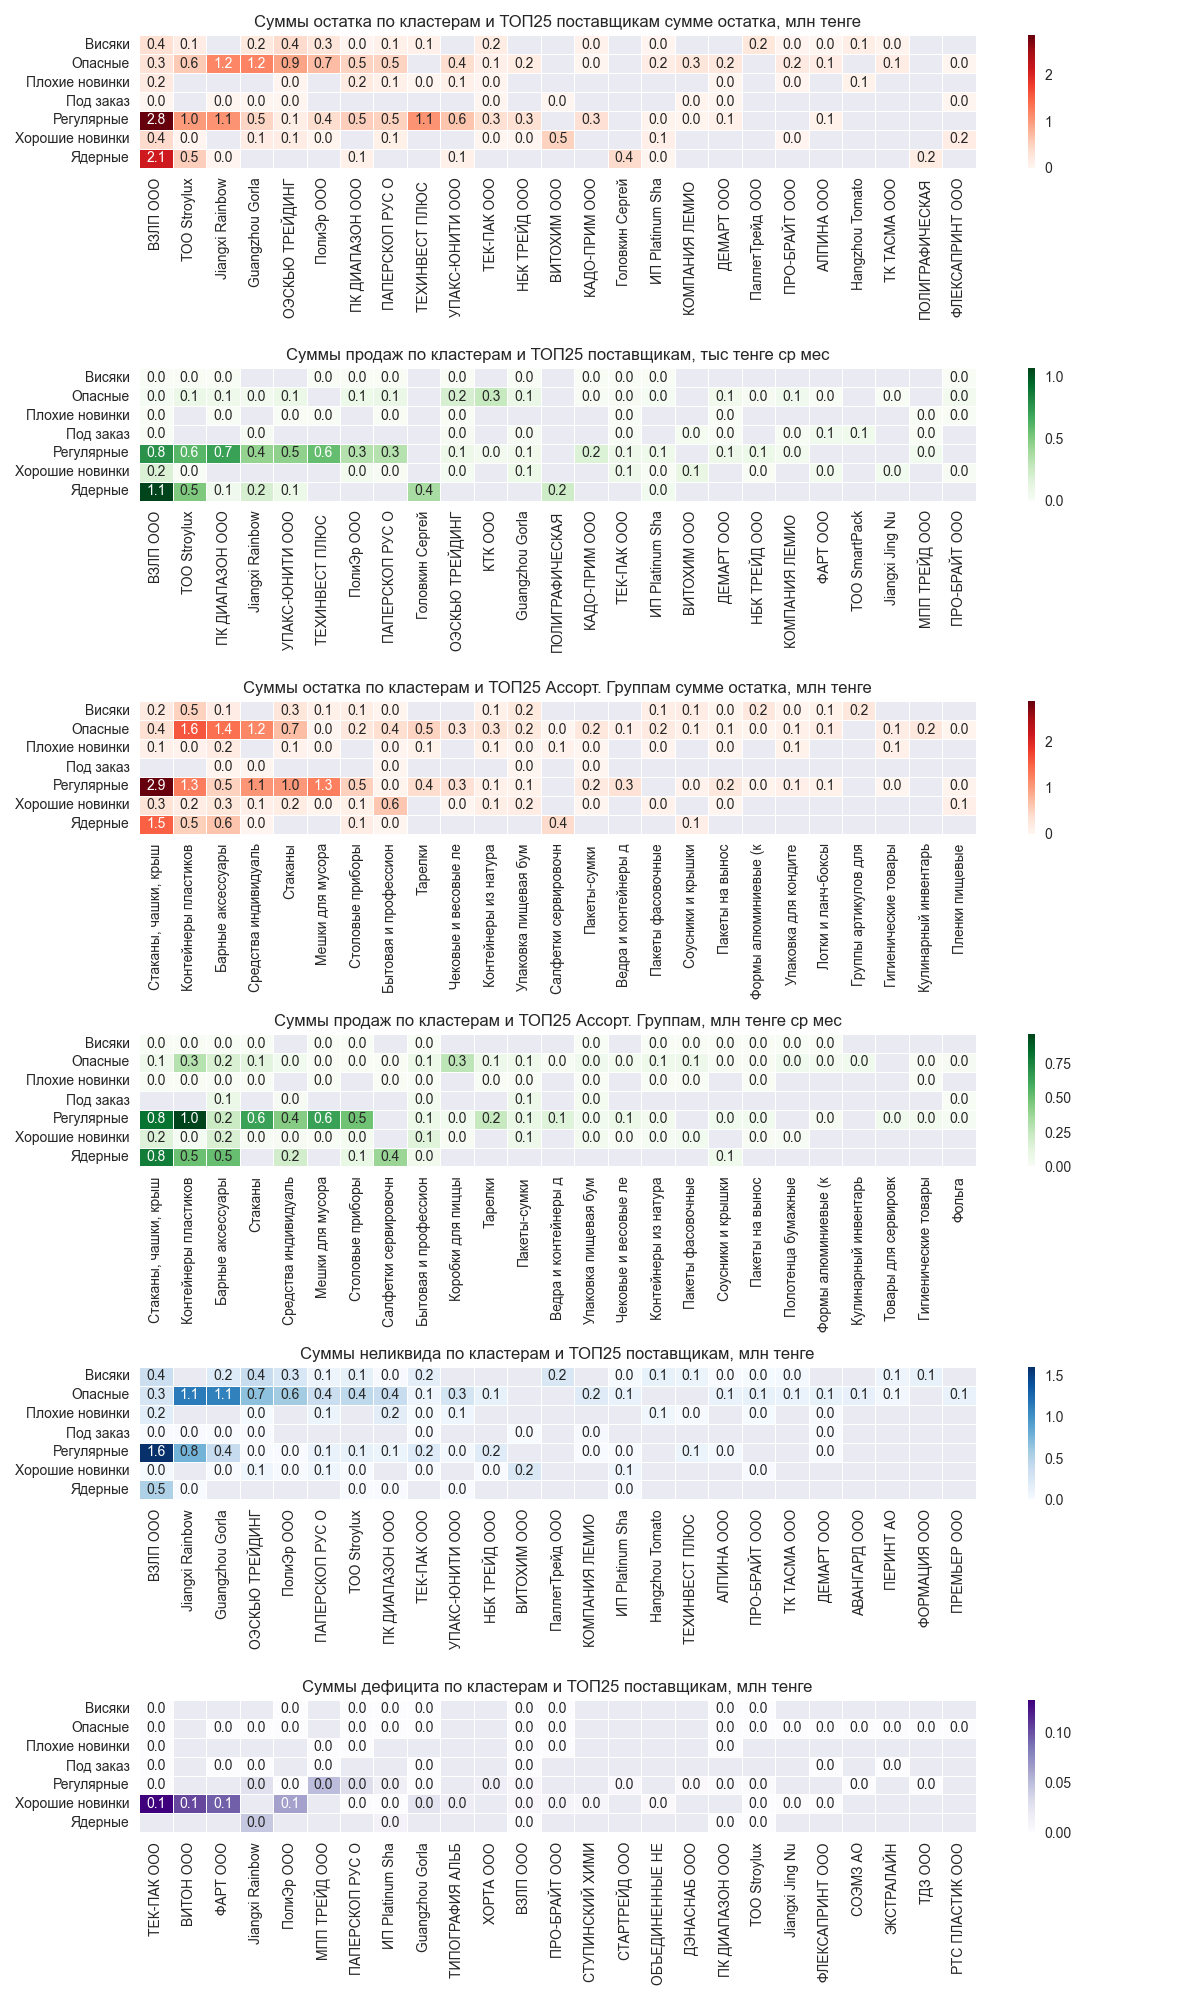 Суммы остатка по кластерам и ТОП25 поставщикам сумме остатка, млн тенге
Висяки 0.4 0.1 0.2 0.4 0.3 0.0 0.1 0.1 0.2 0.0 0.0 0.2 0.0 0.0 0.1 0.0
Опасные 0.3 0.6 1.2 1.2 0.9 0.7 0.5 0.5 0.4 0.1 0.2 0.0 0.2 0.3 0.2 0.2 0.1 0.1 0.0
Плохие новинки 0.2 0.0 0.2 0.1 0.0 0.1 0.0 0.0 0.0 0.1
Под заказ 0.0 0.0 0.0 0.0 0.0 0.0 0.0 0.0 0.0
Регулярные 2.8 1.0 1.1 0.5 0.1 0.4 0.5 0.5 1.1 0.6 0.3 0.3 0.3 0.0 0.0 0.1 0.1
Хорошие новинки 0.4 0.0 0.1 0.1 0.0 0.1 0.0 0.0 0.5 0.1 0.0 0.2
Ядерные 2.1 0.5 0.0 0.1 0.1 0.4 0.0 0.2
2
1
0
ВЗЛП ООО
ТОО Stroylux
Jiangxi Rainbow
Guangzhou Gorla
ОЭСКЬЮ ТРЕЙДИНГ
ПолиЭр ООО
ПК ДИАПАЗОН ООО
ПАПЕРСКОП РУС О
ТЕХИНВЕСТ ПЛЮС
УПАКС-ЮНИТИ ООО
ТЕК-ПАК ООО
НБК ТРЕЙД ООО
ВИТОХИМ ООО
КАДО-ПРИМ ООО
Головкин Сергей
ИП Platinum Sha
КОМПАНИЯ ЛЕМИО
ДЕМАРТ ООО
ПаллетТрейд ООО
ПРО-БРАЙТ ООО
АЛПИНА ООО
Hangzhou Tomato
ТК ТАСМА ООО
ПОЛИГРАФИЧЕСКАЯ
ФЛЕКСАПРИНТ ООО
Суммы продаж по кластерам и ТОП25 поставщикам, тыс тенге ср мес
Висяки 0.0 0.0 0.0 0.0 0.0 0.0 0.0 0.0 0.0 0.0 0.0 0.0
Опасные 0.0 0.1 0.1 0.0 0.1 0.1 0.1 0.2 0.3 0.1 0.0 0.0 0.0 0.1 0.0 0.1 0.0 0.0 0.0
Плохие новинки 0.0 0.0 0.0 0.0 0.0 0.0 0.0 0.0 0.0 0.0
Под заказ 0.0 0.0 0.0 0.0 0.0 0.0 0.0 0.1 0.1 0.0
Регулярные 0.8 0.6 0.7 0.4 0.5 0.6 0.3 0.3 0.1 0.0 0.1 0.2 0.1 0.1 0.1 0.1 0.0 0.0
Хорошие новинки 0.2 0.0 0.0 0.0 0.0 0.1 0.1 0.0 0.1 0.0 0.0 0.0 0.0
Ядерные 1.1 0.5 0.1 0.2 0.1 0.4 0.2 0.0
1.0
0.5
0.0
ВЗЛП ООО
ТОО Stroylux
ПК ДИАПАЗОН ООО
Jiangxi Rainbow
УПАКС-ЮНИТИ ООО
ТЕХИНВЕСТ ПЛЮС
ПолиЭр ООО
ПАПЕРСКОП РУС О
Головкин Сергей
ОЭСКЬЮ ТРЕЙДИНГ
КТК ООО
Guangzhou Gorla
ПОЛИГРАФИЧЕСКАЯ
КАДО-ПРИМ ООО
ТЕК-ПАК ООО
ИП Platinum Sha
ВИТОХИМ ООО
ДЕМАРТ ООО
НБК ТРЕЙД ООО
КОМПАНИЯ ЛЕМИО
ФАРТ ООО
ТОО SmartPack
Jiangxi Jing Nu
МПП ТРЕЙД ООО
ПРО-БРАЙТ ООО
Суммы остатка по кластерам и ТОП25 Ассорт. Группам сумме остатка, млн тенге
Висяки 0.2 0.5 0.1 0.3 0.1 0.1 0.0 0.1 0.2 0.1 0.1 0.0 0.2 0.0 0.1 0.2
Опасные 0.4 1.6 1.4 1.2 0.7 0.0 0.2 0.4 0.5 0.3 0.3 0.2 0.0 0.2 0.1 0.2 0.1 0.1 0.0 0.1 0.1 0.1 0.2 0.0
Плохие новинки 0.1 0.0 0.2 0.1 0.0 0.0 0.1 0.1 0.0 0.1 0.0 0.0 0.0 0.1 0.1
Под заказ 0.0 0.0 0.0 0.0 0.0
Регулярные 2.9 1.3 0.5 1.1 1.0 1.3 0.5 0.0 0.4 0.3 0.1 0.1 0.2 0.3 0.0 0.2 0.0 0.1 0.1 0.0 0.0
Хорошие новинки 0.3 0.2 0.3 0.1 0.2 0.0 0.1 0.6 0.0 0.1 0.2 0.0 0.0 0.0 0.1
Ядерные 1.5 0.5 0.6 0.0 0.1 0.0 0.4 0.1
2
1
0
Стаканы, чашки, крыш
Контейнеры пластиков
Барные аксессуары
Средства индивидуаль
Стаканы
Мешки для мусора
Столовые приборы
Бытовая и профессион
Тарелки
Чековые и весовые ле
Контейнеры из натура
Упаковка пищевая бум
Салфетки сервировочн
Пакеты-сумки
Ведра и контейнеры д
Пакеты фасовочные
Соусники и крышки
Пакеты на вынос
Формы алюминиевые (к
Упаковка для кондите
Лотки и ланч-боксы
Группы артикулов для
Гигиенические товары
Кулинарный инвентарь
Пленки пищевые
Суммы продаж по кластерам и ТОП25 Ассорт. Группам, млн тенге ср мес
Висяки 0.0 0.0 0.0 0.0 0.0 0.0 0.0 0.0 0.0 0.0 0.0 0.0 0.0 0.0
Опасные 0.1 0.3 0.2 0.1 0.0 0.0 0.0 0.0 0.1 0.3 0.1 0.1 0.0 0.0 0.0 0.1 0.1 0.0 0.0 0.0 0.0 0.0 0.0 0.0
Плохие новинки 0.0 0.0 0.0 0.0 0.0 0.0 0.0 0.0 0.0 0.0 0.0 0.0 0.0 0.0
Под заказ 0.1 0.0 0.0 0.1 0.0 0.0
Регулярные 0.8 1.0 0.2 0.6 0.4 0.6 0.5 0.1 0.0 0.2 0.1 0.1 0.0 0.1 0.0 0.0 0.0 0.0 0.0 0.0 0.0
Хорошие новинки 0.2 0.0 0.2 0.0 0.0 0.0 0.0 0.1 0.0 0.1 0.0 0.0 0.0 0.0 0.0 0.0
Ядерные 0.8 0.5 0.5 0.2 0.1 0.4 0.0 0.1
0.75
0.50
0.25
0.00
Стаканы, чашки, крыш
Контейнеры пластиков
Барные аксессуары
Стаканы
Средства индивидуаль
Мешки для мусора
Столовые приборы
Салфетки сервировочн
Бытовая и профессион
Коробки для пиццы
Тарелки
Пакеты-сумки
Ведра и контейнеры д
Упаковка пищевая бум
Чековые и весовые ле
Контейнеры из натура
Пакеты фасовочные
Соусники и крышки
Пакеты на вынос
Полотенца бумажные
Формы алюминиевые (к
Кулинарный инвентарь
Товары для сервировк
Гигиенические товары
Фольга
Суммы неликвида по кластерам и ТОП25 поставщикам, млн тенге
Висяки 0.4 0.2 0.4 0.3 0.1 0.1 0.0 0.2 0.2 0.0 0.1 0.1 0.0 0.0 0.1 0.1
Опасные 0.3 1.1 1.1 0.7 0.6 0.4 0.4 0.4 0.1 0.3 0.1 0.2 0.1 0.1 0.1 0.1 0.1 0.1 0.1 0.1
Плохие новинки 0.2 0.0 0.1 0.2 0.0 0.1 0.1 0.0 0.0 0.0
Под заказ 0.0 0.0 0.0 0.0 0.0 0.0 0.0 0.0
Регулярные 1.6 0.8 0.4 0.0 0.0 0.1 0.1 0.1 0.2 0.0 0.2 0.0 0.0 0.1 0.0 0.0
Хорошие новинки 0.0 0.0 0.1 0.0 0.1 0.0 0.0 0.0 0.2 0.1 0.0
Ядерные 0.5 0.0 0.0 0.0 0.0 0.0
1.5
1.0
0.5
0.0
ВЗЛП ООО
Jiangxi Rainbow
Guangzhou Gorla
ОЭСКЬЮ ТРЕЙДИНГ
ПолиЭр ООО
ПАПЕРСКОП РУС О
ТОО Stroylux
ПК ДИАПАЗОН ООО
ТЕК-ПАК ООО
УПАКС-ЮНИТИ ООО
НБК ТРЕЙД ООО
ВИТОХИМ ООО
ПаллетТрейд ООО
КОМПАНИЯ ЛЕМИО
ИП Platinum Sha
Hangzhou Tomato
ТЕХИНВЕСТ ПЛЮС
АЛПИНА ООО
ПРО-БРАЙТ ООО
ТК ТАСМА ООО
ДЕМАРТ ООО
АВАНГАРД ООО
ПЕРИНТ АО
ФОРМАЦИЯ ООО
ПРЕМЬЕР ООО
Суммы дефицита по кластерам и ТОП25 поставщикам, млн тенге
Висяки 0.0 0.0 0.0 0.0 0.0 0.0 0.0 0.0 0.0
Опасные 0.0 0.0 0.0 0.0 0.0 0.0 0.0 0.0 0.0 0.0 0.0 0.0 0.0 0.0 0.0 0.0 0.0
Плохие новинки 0.0 0.0 0.0 0.0 0.0 0.0
Под заказ 0.0 0.0 0.0 0.0 0.0 0.0 0.0 0.0
Регулярные 0.0 0.0 0.0 0.0 0.0 0.0 0.0 0.0 0.0 0.0 0.0 0.0 0.0 0.0 0.0
Хорошие новинки 0.1 0.1 0.1 0.1 0.0 0.0 0.0 0.0 0.0 0.0 0.0 0.0 0.0 0.0 0.0 0.0
Ядерные 0.0 0.0 0.0 0.0 0.0
0.10
0.05
0.00
ТЕК-ПАК ООО
ВИТОН ООО
ФАРТ ООО
Jiangxi Rainbow
ПолиЭр ООО
МПП ТРЕЙД ООО
ПАПЕРСКОП РУС О
ИП Platinum Sha
Guangzhou Gorla
ТИПОГРАФИЯ АЛЬБ
ХОРТА ООО
ВЗЛП ООО
ПРО-БРАЙТ ООО
СТУПИНСКИЙ ХИМИ
СТАРТРЕЙД ООО
ОБЪЕДИНЕННЫЕ НЕ
ДЭНАСНАБ ООО
ПК ДИАПАЗОН ООО
ТОО Stroylux
Jiangxi Jing Nu
ФЛЕКСАПРИНТ ООО
СОЭМЗ АО
ЭКСТРАЛАЙН
ТДЗ ООО
РТС ПЛАСТИК ООО